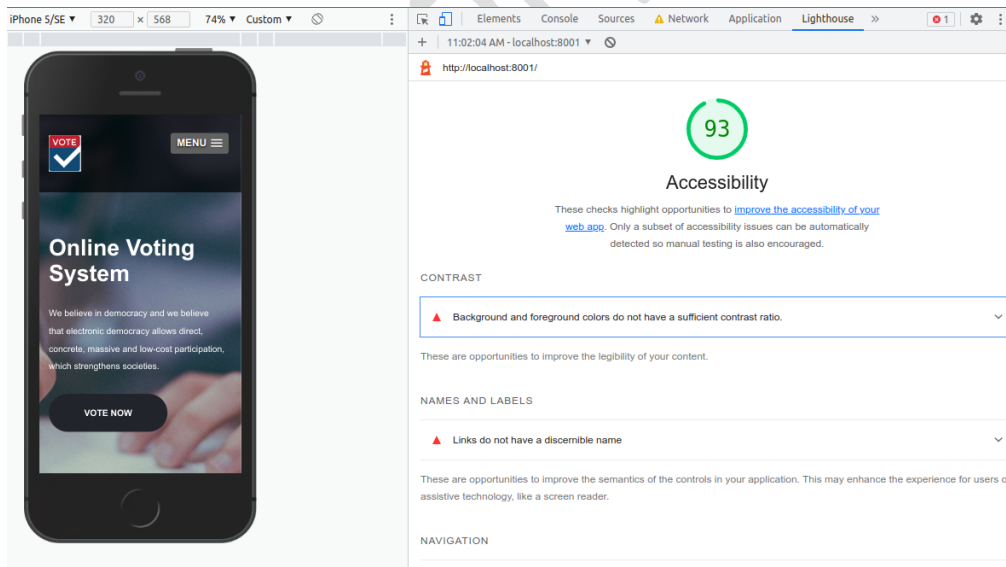 iPhone 5/SE ▼ 320 × 568 74% ▼ Custom ▼
Elements Console Sources Network Application Lighthouse » 1
+ 11:02:04 AM - localhost:8001 ▼
http://localhost:8001/
VOTE
MENU
Online Voting
System
We believe in democracy and we believe
that electronic democracy allows direct,
concrete, massive and low-cost participation,
which strengthens societies.
VOTE NOW
93
Accessibility
These checks highlight opportunities to improve the accessibility of your
web app. Only a subset of accessibility issues can be automatically
detected so manual testing is also encouraged.
CONTRAST
Background and foreground colors do not have a sufficient contrast ratio.
These are opportunities to improve the legibility of your content.
NAMES AND LABELS
Links do not have a discernible name
These are opportunities to improve the semantics of the controls in your application. This may enhance the experience for users
assistive technology, like a screen reader.
NAVIGATION